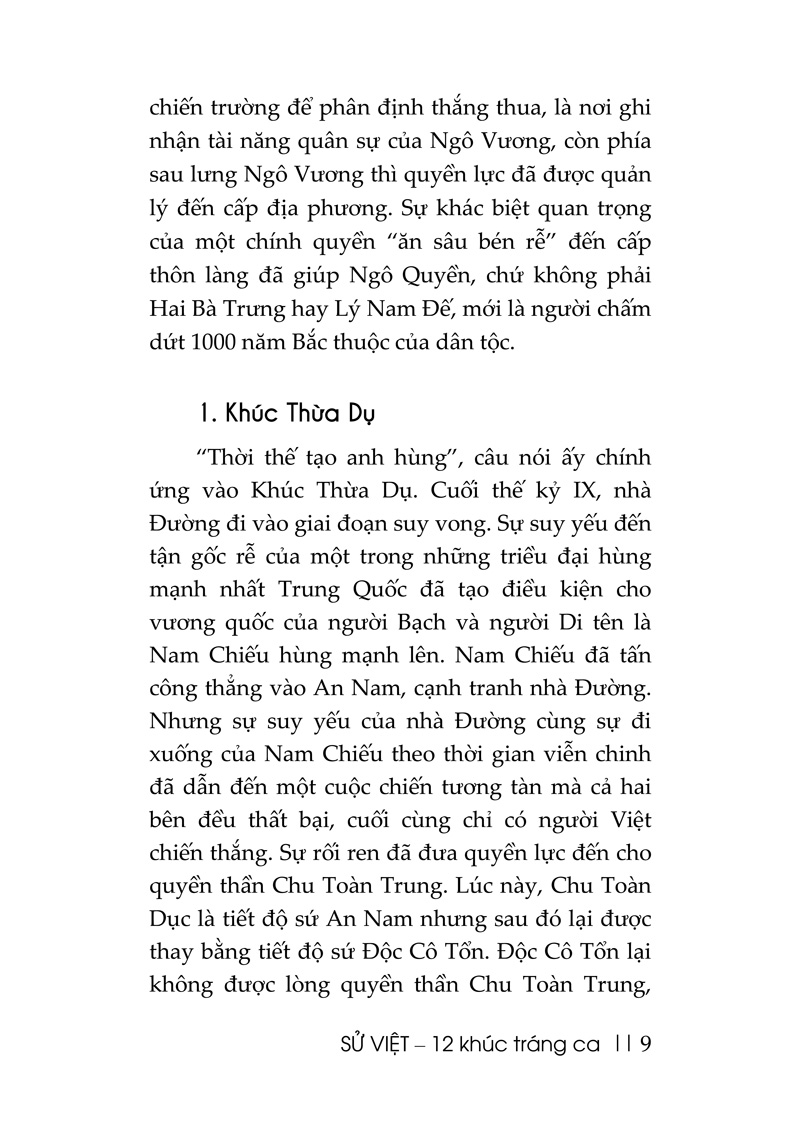 chiến trường để phân định thắng thua, là nơi ghi
nhận tài năng quân sự của Ngô Vương, còn phía
sau lưng Ngô Vương thì quyền lực đã được quản
lý đến cấp địa phương. Sự khác biệt quan trọng
của một chính quyền “ăn sâu bén rễ” đến cấp
thôn làng đã giúp Ngô Quyền, chứ không phải
Hai Bà Trưng hay Lý Nam Đế, mới là người chấm
dứt 1000 năm Bắc thuộc của dân tộc.
1. Khúc Thừa Dụ
“Thời thế tạo anh hùng”, câu nói ấy chính
ứng vào Khúc Thừa Dụ. Cuối thế kỷ IX, nhà
Đường đi vào giai đoạn suy vong. Sự suy yếu đến
tận gốc rễ của một trong những triều đại hùng
mạnh nhất Trung Quốc đã tạo điều kiện cho
vương quốc của người Bạch và người Di tên là
Nam Chiếu hùng mạnh lên. Nam Chiếu đã tấn
công thẳng vào An Nam, cạnh tranh nhà Đường.
Nhưng sự suy yếu của nhà Đường cùng sự đi
xuống của Nam Chiếu theo thời gian viễn chinh
đã dẫn đến một cuộc chiến tương tàn mà cả hai
bên đều thất bại, cuối cùng chỉ có người Việt
chiến thắng. Sự rối ren đã đưa quyền lực đến cho
quyền thần Chu Toàn Trung. Lúc này, Chu Toàn
Dục là tiết độ sứ An Nam nhưng sau đó lại được
thay bằng tiết độ sứ Độc Cô Tổn. Độc Cô Tổn lại
không được lòng quyền thần Chu Toàn Trung,
SỬ VIỆT – 12 khúc tráng ca || 9